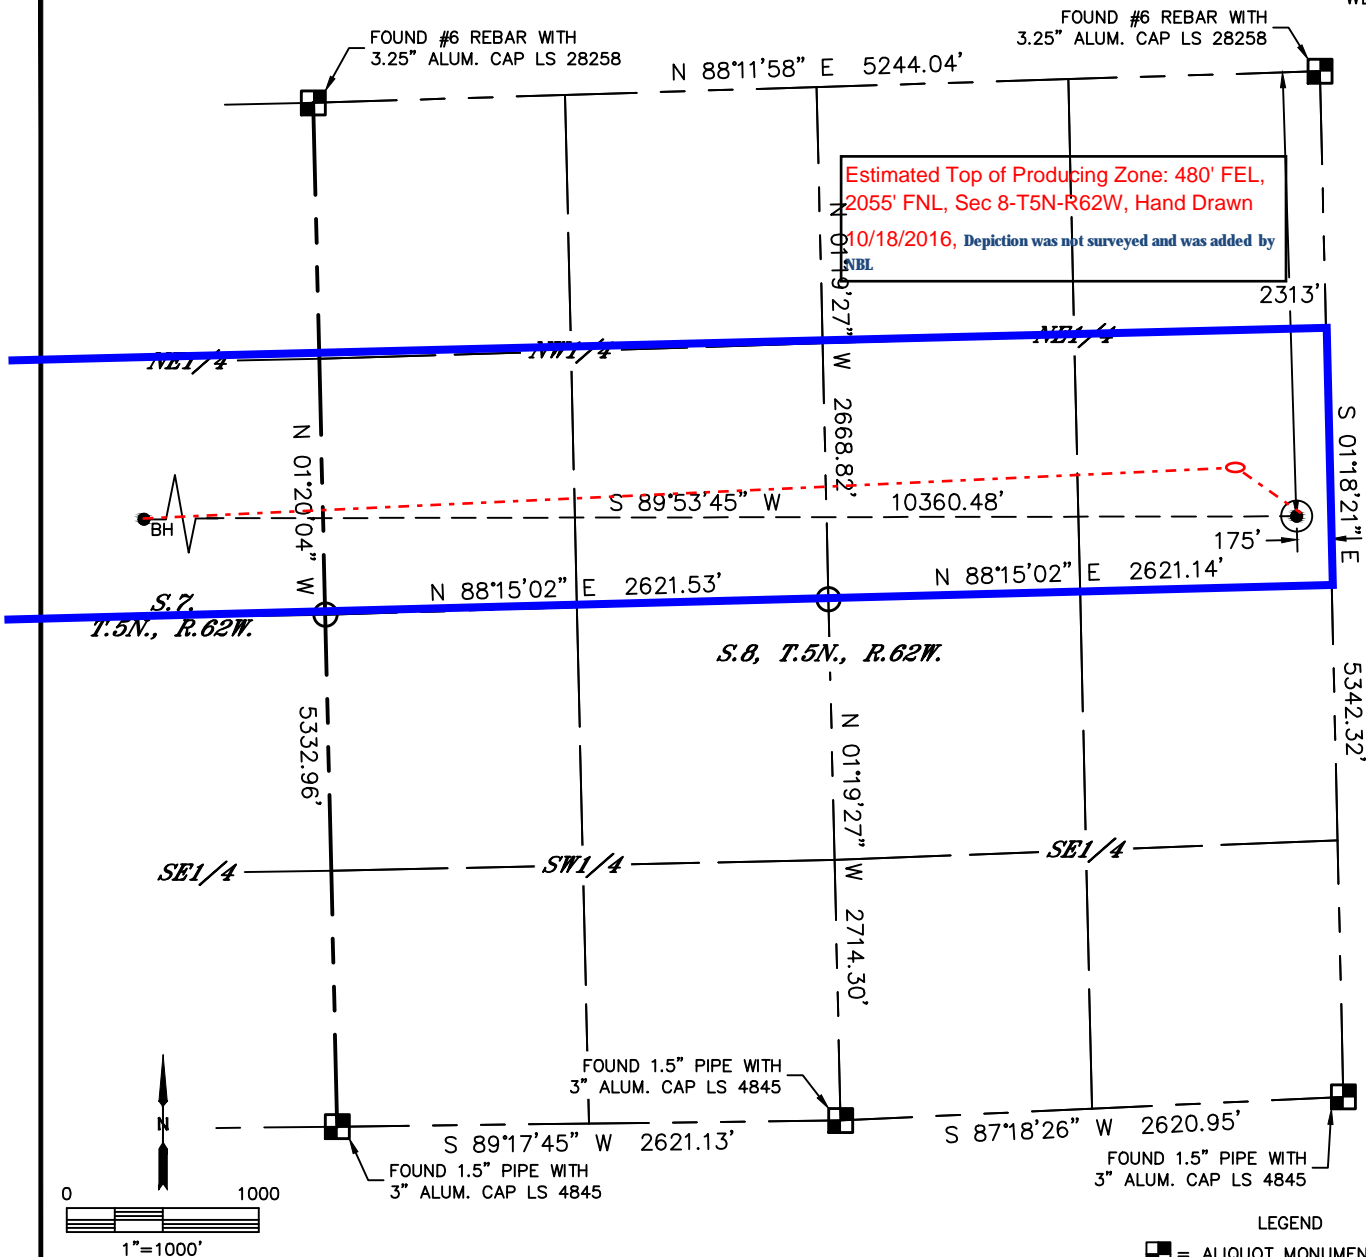 FOUND #6 REBAR WITH
3.25" ALUM. CAP LS 28258
FOUND #6 REBAR WITH
3.25" ALUM. CAP LS 28258
N 88°11'58" E 5244.04'
Estimated Top of Producing Zone: 480' FEL,
2055' FNL, Sec 8-T5N-R62W, Hand Drawn
10/18/2016, Depiction was not surveyed and was added by
NBL
2313'
N 01°19'27" W 2668.82'
NE1/4
NW1/4
NE1/4
N 01°20'04" W
5332.96'
S 01°18'21" E
5342.32'
S 89°53'45" W 10360.48'
BH
175'
N 88°15'02" E 2621.53'
N 88°15'02" E 2621.14'
S.7,
T.5N., R.62W.
S.8, T.5N., R.62W.
N 01°19'27" W 2714.30'
SE1/4
SW1/4
SE1/4
FOUND 1.5" PIPE WITH
3" ALUM. CAP LS 4845
N
S 89°17'45" W 2621.13'
S 87°18'26" W 2620.95'
FOUND 1.5" PIPE WITH
3" ALUM. CAP LS 4845
FOUND 1.5" PIPE WITH
3" ALUM. CAP LS 4845
0 1000
1"=1000'
LEGEND
= ALIQUOT MONUMEN